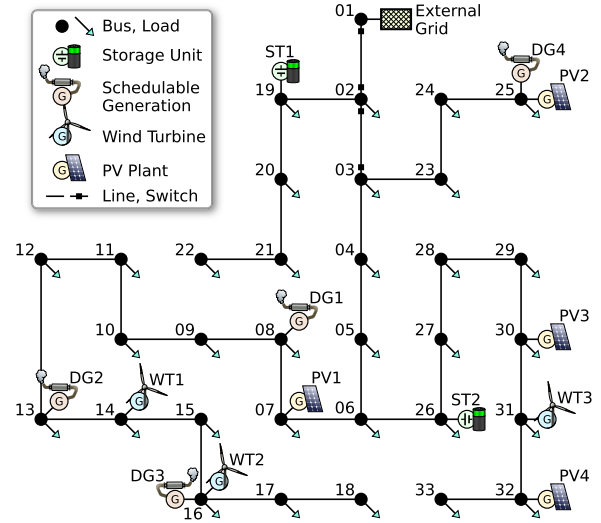 Bus, Load
Storage Unit
G
Schedulable
Generation
G
Wind Turbine
G
PV Plant
Line, Switch
01
External
Grid
ST1
DG4
G
PV2
19
02
24
25
G
20
03
23
12
11
22
21
04
28
29
DG1
G
PV3
10
09
08
05
27
30
G
DG2
G
WT1
G
PV1
G
ST2
WT3
G
13
14
15
07
06
26
31
DG3
G
WT2
G
PV4
G
16
17
18
33
32